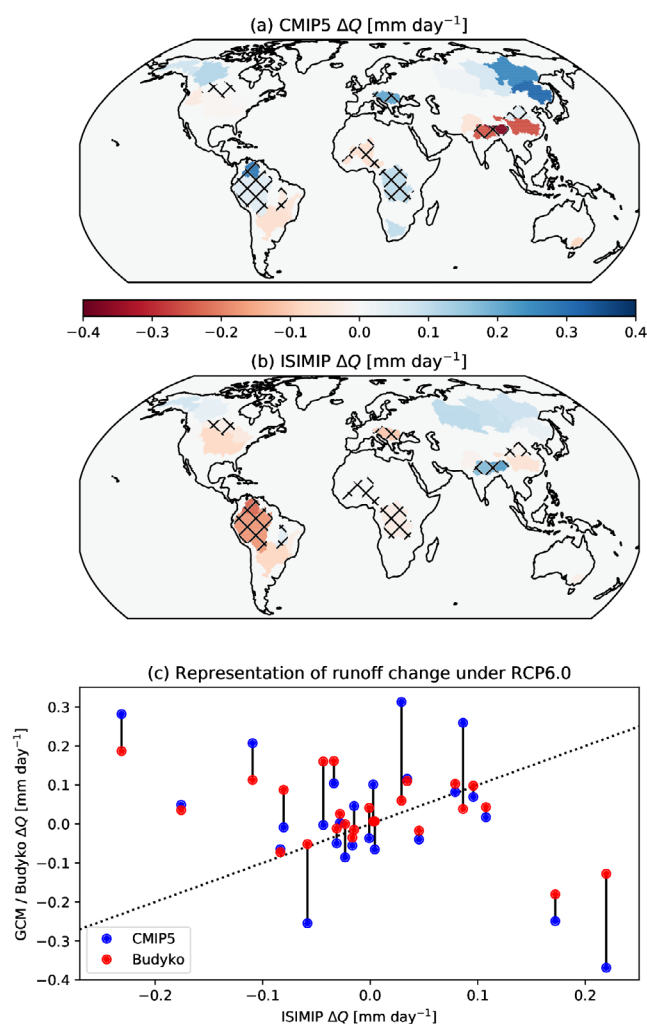 (a) CMIP5 ΔQ [mm day⁻¹]
−0.4 −0.3 −0.2 −0.1 0.0 0.1 0.2 0.3 0.4
(b) ISIMIP ΔQ [mm day⁻¹]
(c) Representation of runoff change under RCP6.0
GCM / Budyko ΔQ [mm day⁻¹]
0.3
0.2
0.1
0.0
−0.1
−0.2
−0.3
−0.4
CMIP5
Budyko
−0.2 −0.1 0.0 0.1 0.2
ISIMIP ΔQ [mm day⁻¹]